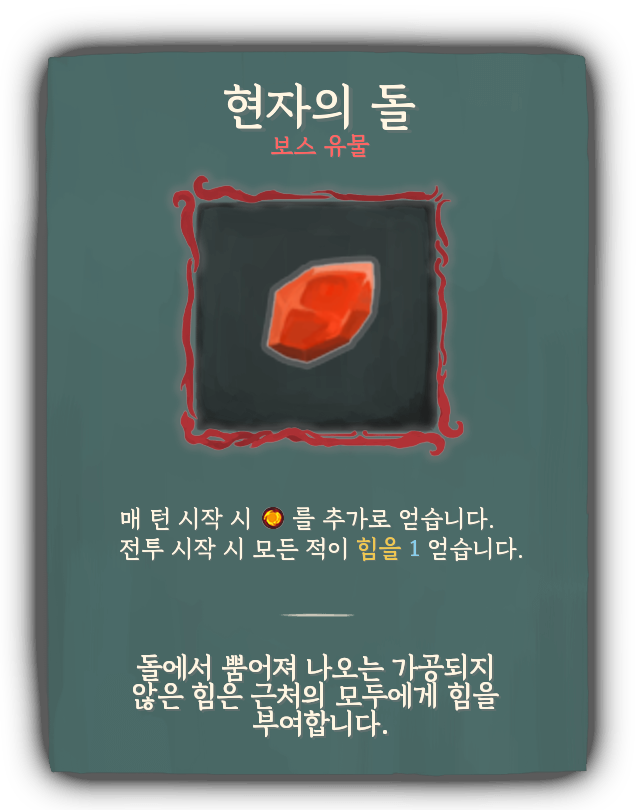 현자의 돌
보스 유물
매 턴 시작 시 를 추가로 얻습니다.
전투 시작 시 모든 적이 힘을 1 얻습니다.
돌에서 뿜어져 나오는 가공되지
않은 힘은 근처의 모두에게 힘을
부여합니다.